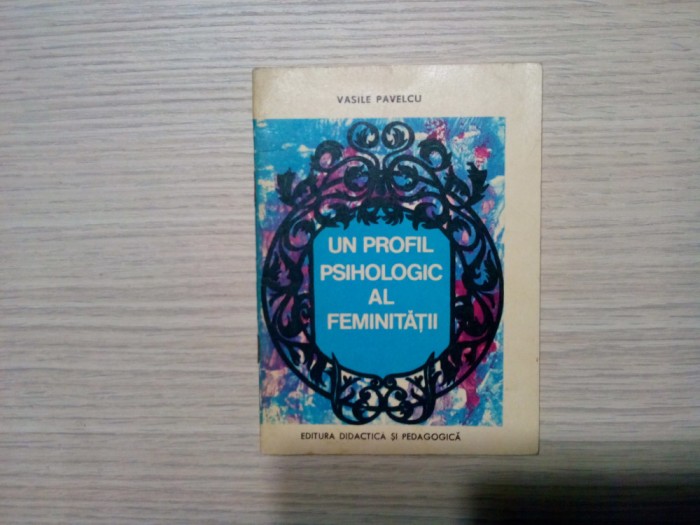 VASILE PAVELCU
UN PROFIL
PSIHOLOGIC
AL
FEMINITĂȚII
EDITURA DIDACTICA ȘI PEDAGOGICĂ